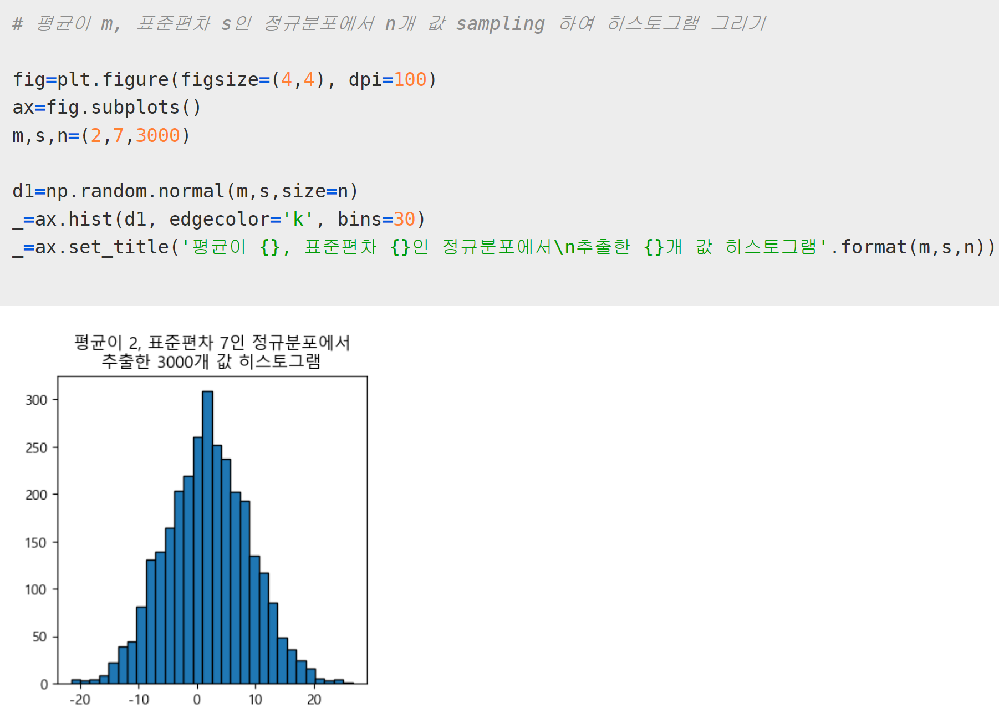 # 평균이 m, 표준편차 s인 정규분포에서 n개 값 sampling 하여 히스토그램 그리기
fig=plt.figure(figsize=(4,4), dpi=100)
ax=fig.subplots()
m,s,n=(2,7,3000)
d1=np.random.normal(m,s,size=n)
_=ax.hist(d1, edgecolor='k', bins=30)
_=ax.set_title('평균이 {}, 표준편차 {}인 정규분포에서\n추출한 {}개 값 히스토그램'.format(m,s,n))
평균이 2, 표준편차 7인 정규분포에서
추출한 3000개 값 히스토그램
300
250
200
150
100
50
0
-20 -10 0 10 20